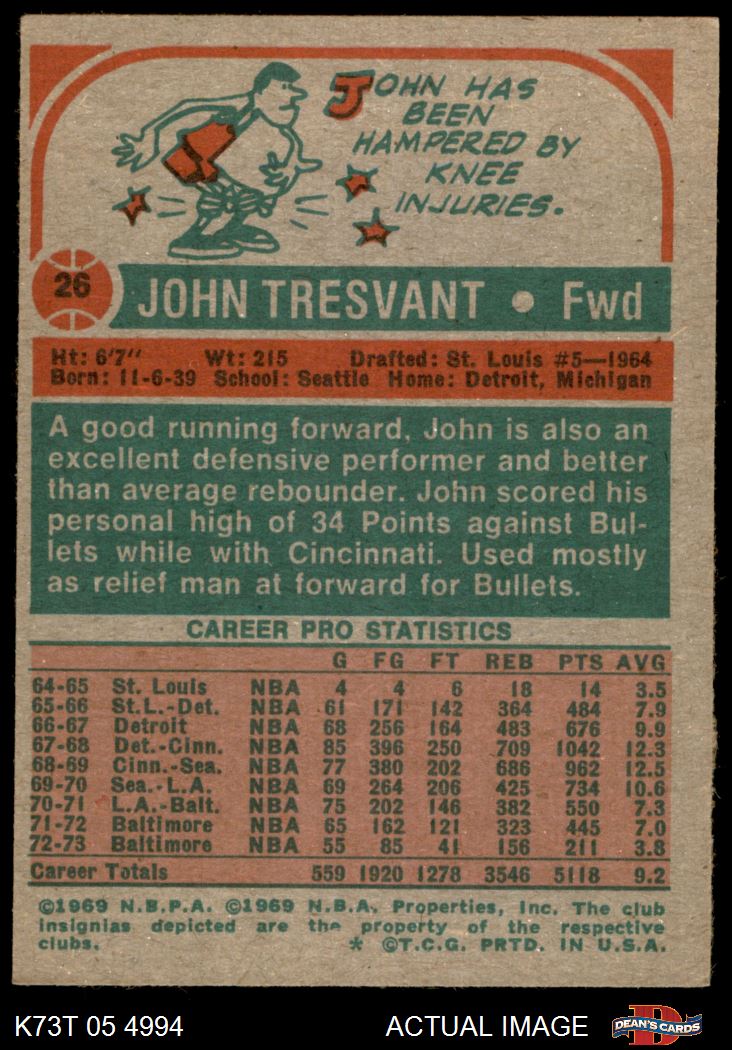 JOHN HAS
BEEN
HAMPERED BY
KNEE
INJURIES.
26
JOHN TRESVANT • Fwd
Ht: 6'7" Wt: 215 Drafted: St. Louis #5—1964
Born: 11-6-39 School: Seattle Home: Detroit, Michigan
A good running forward, John is also an
excellent defensive performer and better
than average rebounder. John scored his
personal high of 34 Points against Bul-
lets while with Cincinnati. Used mostly
as relief man at forward for Bullets.
CAREER PRO STATISTICS
G FG FT REB PTS AVG
64-65 St. Louis NBA 4 4 6 18 14 3.5
65-66 St.L.-Det. NBA 61 171 142 364 484 7.9
66-67 Detroit NBA 68 256 164 483 676 9.9
67-68 Det.-Cinn. NBA 85 396 250 709 1042 12.3
68-69 Cinn.-Sea. NBA 77 380 202 686 962 12.5
69-70 Sea.-L.A. NBA 69 264 206 425 734 10.6
70-71 L.A.-Balt. NBA 75 202 146 382 550 7.3
71-72 Baltimore NBA 65 162 121 323 445 7.0
72-73 Baltimore NBA 55 85 41 156 211 3.8
Career Totals 559 1920 1278 3546 5118 9.2
©1969 N.B.P.A. ©1969 N.B.A. Properties, Inc. The club
insignias depicted are the property of the respective
clubs. * ©T.C.G. PRTD. IN U.S.A.
K73T 05 4994 ACTUAL IMAGE D DEAN'S CARDS